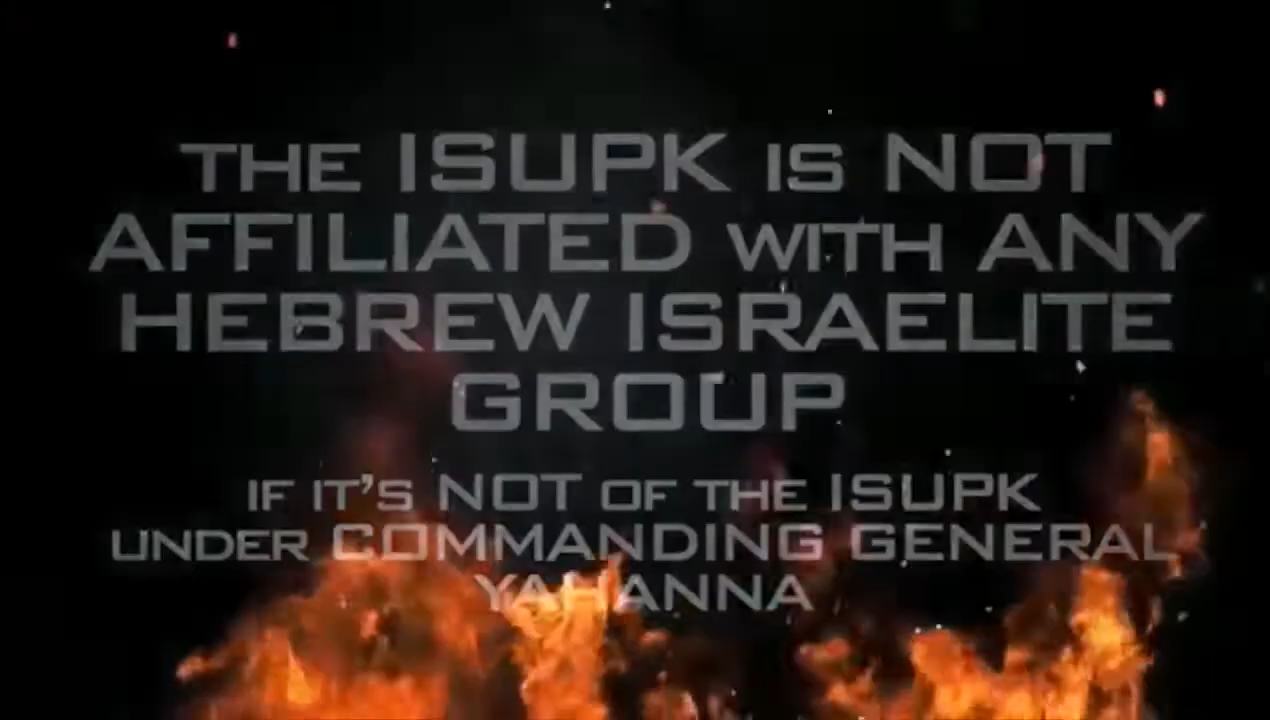 THE ISUPK IS NOT
AFFILIATED WITH ANY
HEBREW ISRAELITE
GROUP
IF IT'S NOT OF THE ISUPK
UNDER COMMANDING GENERAL
YAHANNA